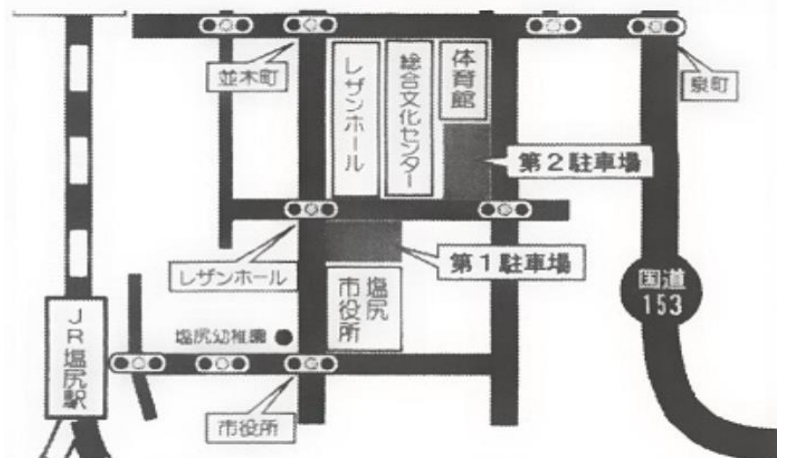 並木町
レザンホール
総合文化センター
体育館
泉町
第2駐車場
レザンホール
第1駐車場
国道
153
塩尻
市役所
塩尻幼稚園
JR塩尻駅
市役所